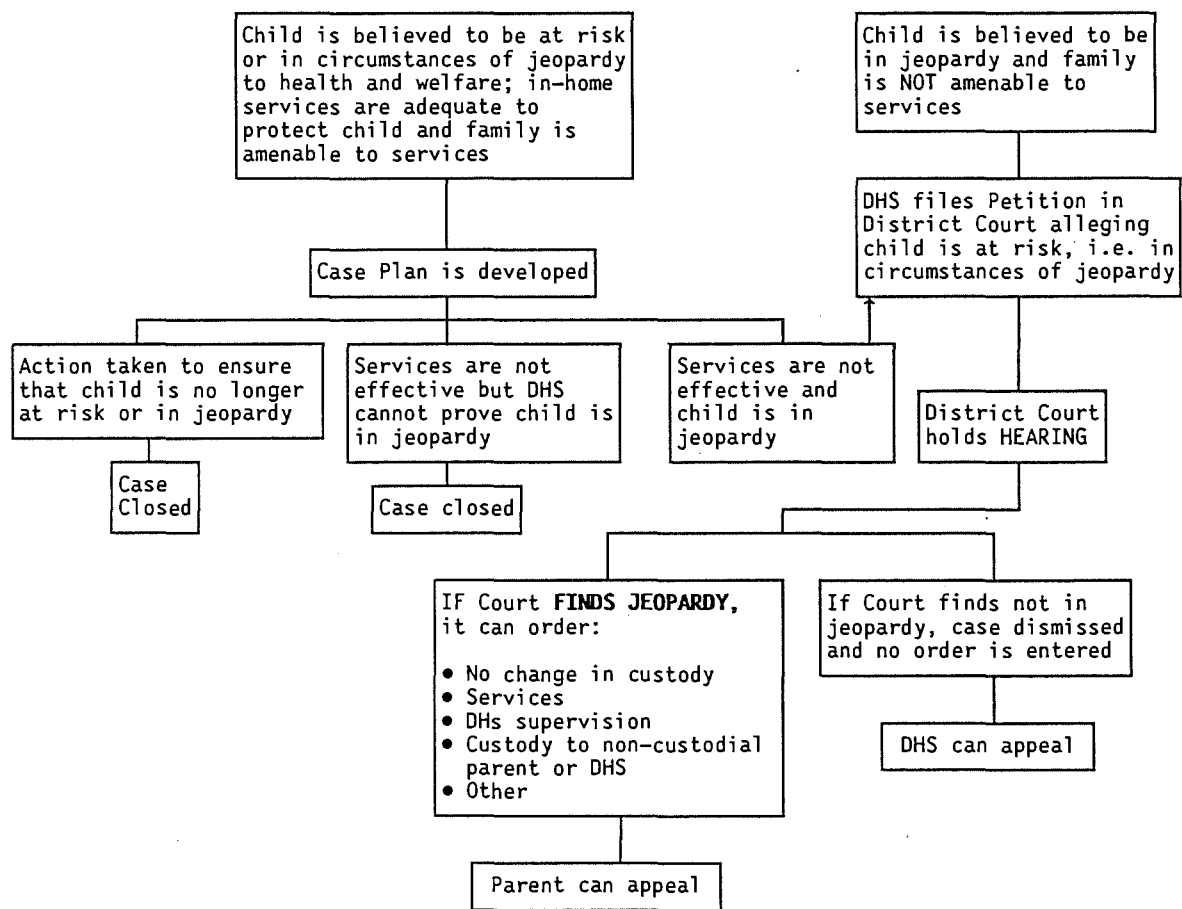 Child is believed to be at risk
or in circumstances of jeopardy
to health and welfare; in-home
services are adequate to
protect child and family is
amenable to services
Child is believed to be
in jeopardy and family
is NOT amenable to
services
DHS files Petition in
District Court alleging
child is at risk, i.e. in
circumstances of jeopardy
Case Plan is developed
Action taken to ensure
that child is no longer
at risk or in jeopardy
Services are not
effective but DHS
cannot prove child is
in jeopardy
Services are not
effective and
child is in
jeopardy
District Court
holds HEARING
Case
Closed
Case closed
IF Court FINDS JEOPARDY,
it can order:
● No change in custody
● Services
● DHs supervision
● Custody to non-custodial
parent or DHS
● Other
If Court finds not in
jeopardy, case dismissed
and no order is entered
DHS can appeal
Parent can appeal